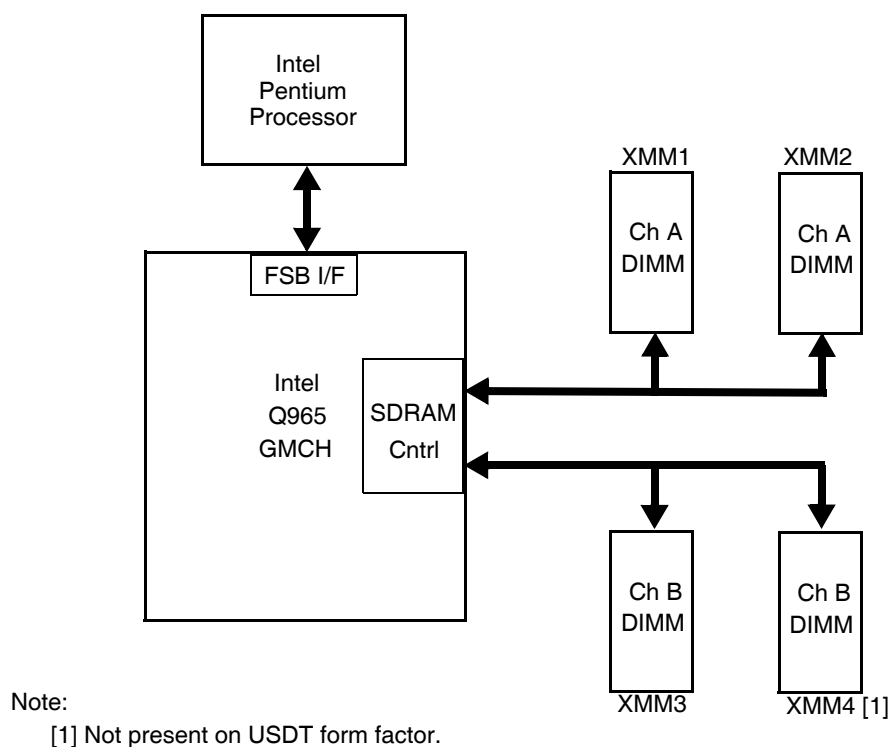 Intel
Pentium
Processor
XMM1
XMM2
Ch A
DIMM
Ch A
DIMM
FSB I/F
Intel
Q965
GMCH
SDRAM
Cntrl
Ch B
DIMM
Ch B
DIMM
XMM3
XMM4 [1]
Note:
[1] Not present on USDT form factor.